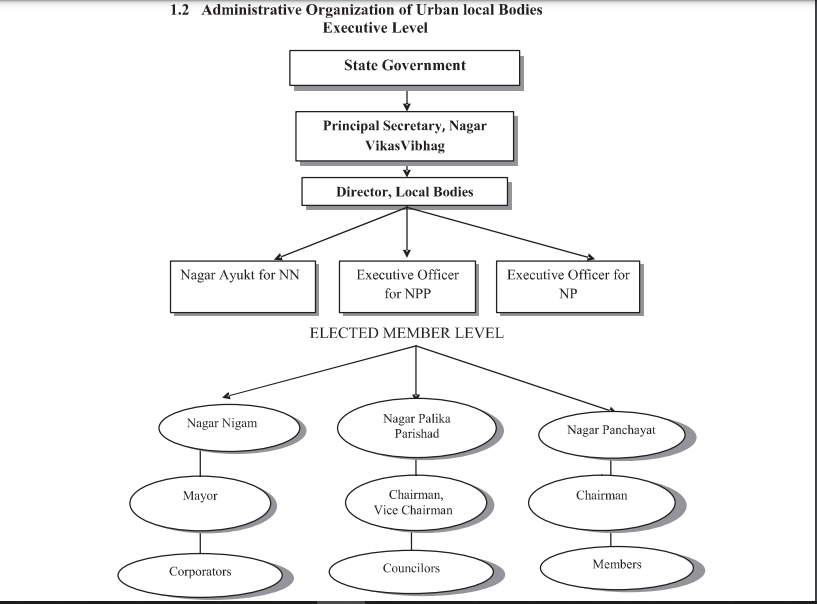 1.2 Administrative Organization of Urban local Bodies
Executive Level
State Government
Principal Secretary, Nagar
VikasVibhag
Director, Local Bodies
Nagar Ayukt for NN
Executive Officer
for NPP
Executive Officer for
NP
ELECTED MEMBER LEVEL
Nagar Nigam
Nagar Palika
Parishad
Nagar Panchayat
Mayor
Chairman,
Vice Chairman
Chairman
Corporators
Councilors
Members